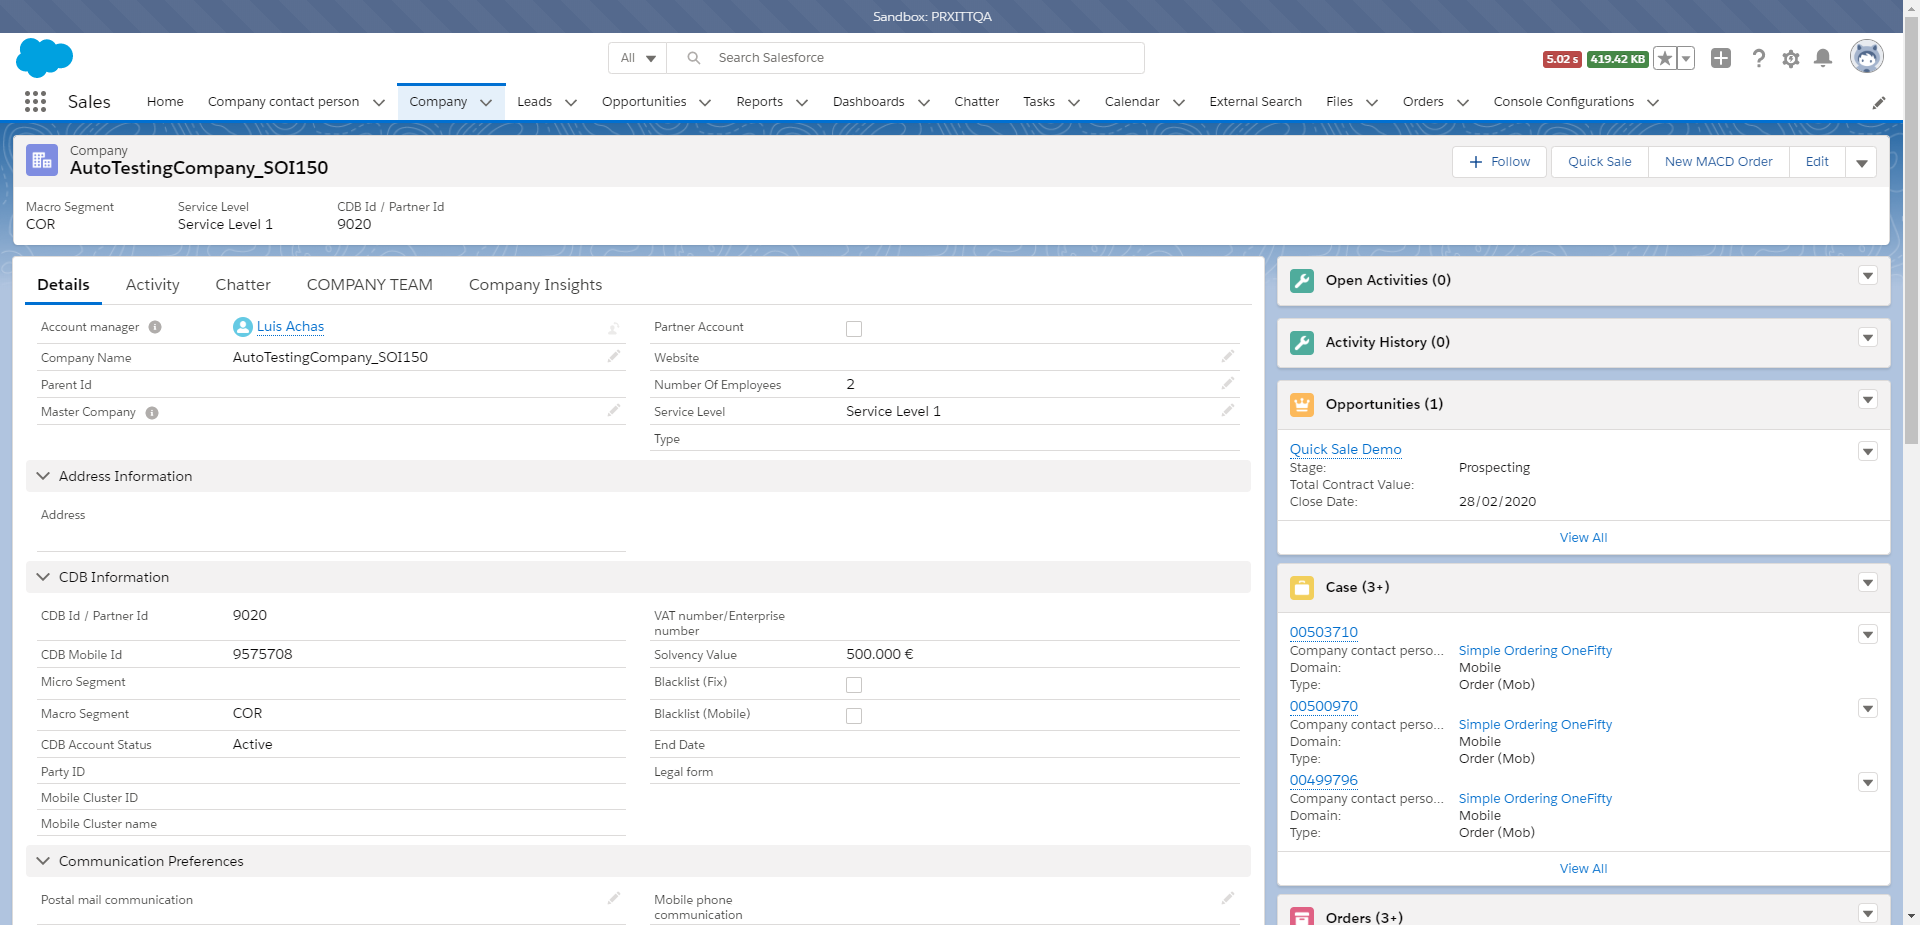 Sandbox: PRXITTQA
All
Search Salesforce
5.02 s
419.42 KB
Sales
Home
Company contact person
Company
Leads
Opportunities
Reports
Dashboards
Chatter
Tasks
Calendar
External Search
Files
Orders
Console Configurations
Company
AutoTestingCompany_SOI150
+ Follow
Quick Sale
New MACD Order
Edit
Macro Segment
COR
Service Level
Service Level 1
CDB Id / Partner Id
9020
Details
Activity
Chatter
COMPANY TEAM
Company Insights
Account manager
Luis Achas
Company Name
AutoTestingCompany_SOI150
Parent Id
Master Company
Partner Account
Website
Number Of Employees
2
Service Level
Service Level 1
Type
Address Information
Address
CDB Information
CDB Id / Partner Id
9020
CDB Mobile Id
9575708
Micro Segment
Macro Segment
COR
CDB Account Status
Active
Party ID
Mobile Cluster ID
Mobile Cluster name
VAT number/Enterprise
number
Solvency Value
500.000 €
Blacklist (Fix)
Blacklist (Mobile)
End Date
Legal form
Communication Preferences
Postal mail communication
Mobile phone
communication
Open Activities (0)
Activity History (0)
Opportunities (1)
Quick Sale Demo
Stage:
Prospecting
Total Contract Value:
Close Date:
28/02/2020
View All
Case (3+)
00503710
Company contact perso...
Simple Ordering OneFifty
Domain:
Mobile
Type:
Order (Mob)
00500970
Company contact perso...
Simple Ordering OneFifty
Domain:
Mobile
Type:
Order (Mob)
00499796
Company contact perso...
Simple Ordering OneFifty
Domain:
Mobile
Type:
Order (Mob)
View All
Orders (3+)